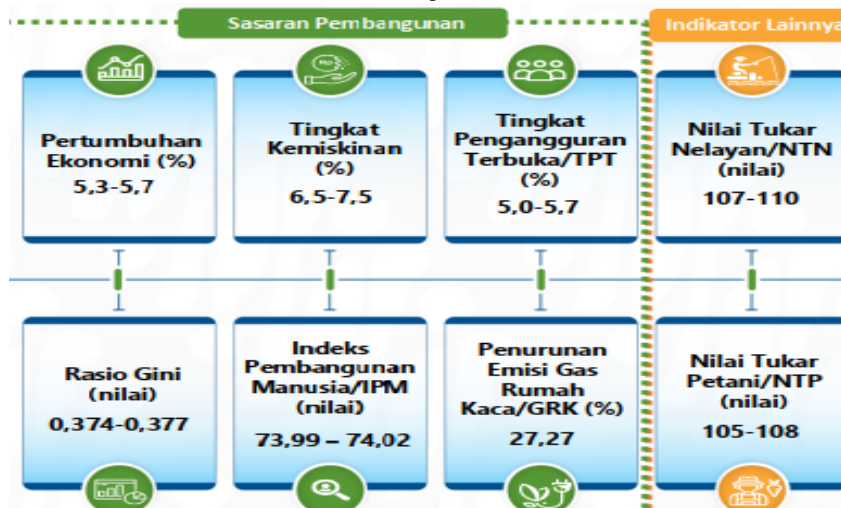 Sasaran Pembangunan
Indikator Lainnya
Pertumbuhan
Ekonomi (%)
5,3-5,7
Tingkat
Kemiskinan
(%)
6,5-7,5
Tingkat
Pengangguran
Terbuka/TPT
(%)
5,0-5,7
Nilai Tukar
Nelayan/NTN
(nilai)
107-110
Rasio Gini
(nilai)
0,374-0,377
Indeks
Pembangunan
Manusia/IPM
(nilai)
73,99 – 74,02
Penurunan
Emisi Gas
Rumah
Kaca/GRK (%)
27,27
Nilai Tukar
Petani/NTP
(nilai)
105-108